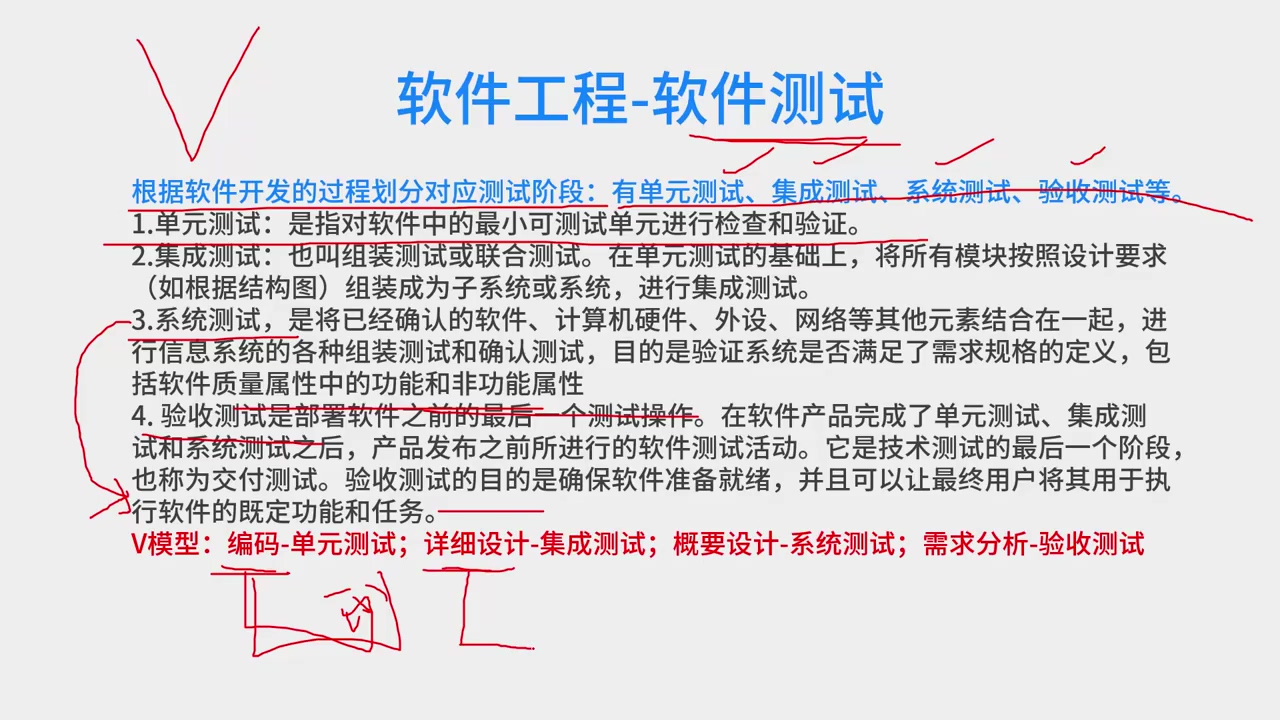 软件工程-软件测试
根据软件开发的过程划分对应测试阶段：有单元测试、集成测试、系统测试、验收测试等。
1.单元测试：是指对软件中的最小可测试单元进行检查和验证。
2.集成测试：也叫组装测试或联合测试。在单元测试的基础上，将所有模块按照设计要求
（如根据结构图）组装成为子系统或系统，进行集成测试。
3.系统测试，是将已经确认的软件、计算机硬件、外设、网络等其他元素结合在一起，进
行信息系统的各种组装测试和确认测试，目的是验证系统是否满足了需求规格的定义，包
括软件质量属性中的功能和非功能属性
4. 验收测试是部署软件之前的最后一个测试操作。在软件产品完成了单元测试、集成测
试和系统测试之后，产品发布之前所进行的软件测试活动。它是技术测试的最后一个阶段，
也称为交付测试。验收测试的目的是确保软件准备就绪，并且可以让最终用户将其用于执
行软件的既定功能和任务。
V模型：编码-单元测试；详细设计-集成测试；概要设计-系统测试；需求分析-验收测试